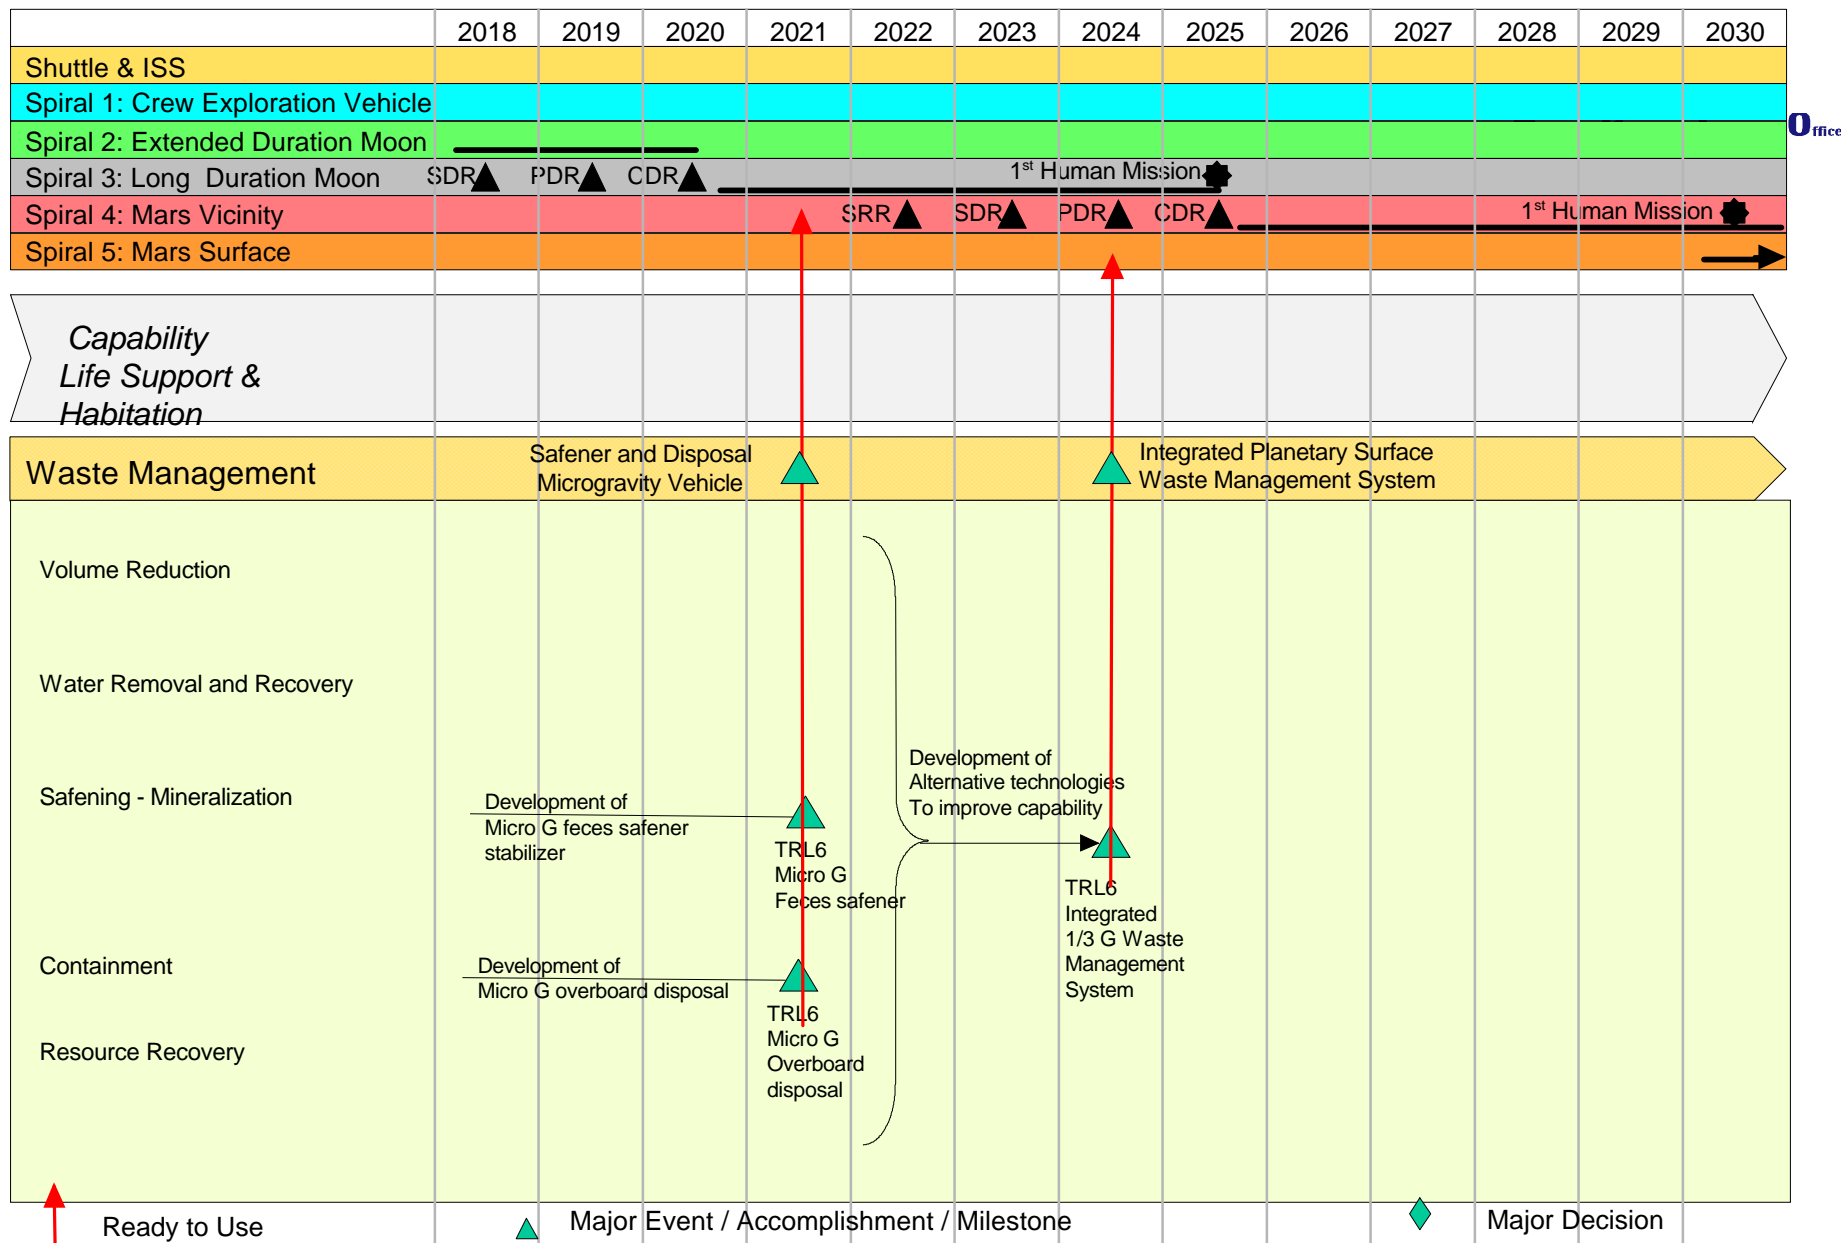 2018 2019 2020 2021 2022 2023 2024 2025 2026 2027 2028 2029 2030
Shuttle & ISS
Spiral 1: Crew Exploration Vehicle
Office
Spiral 2: Extended Duration Moon
Spiral 3: Long Duration Moon SDR PDR CDR 1st Human Mission
Spiral 4: Mars Vicinity SRR SDR PDR CDR 1st Human Mission
Spiral 5: Mars Surface
Capability
Life Support &
Habitation
Waste Management
Safener and Disposal
Microgravity Vehicle
Integrated Planetary Surface
Waste Management System
Volume Reduction
Water Removal and Recovery
Safening - Mineralization
Development of
Micro G feces safener
stabilizer
TRL6
Micro G
Feces safener
Development of
Alternative technologies
To improve capability
TRL6
Integrated
1/3 G Waste
Management
System
Containment
Development of
Micro G overboard disposal
TRL6
Micro G
Overboard
disposal
Resource Recovery
Ready to Use
Major Event / Accomplishment / Milestone
Major Decision